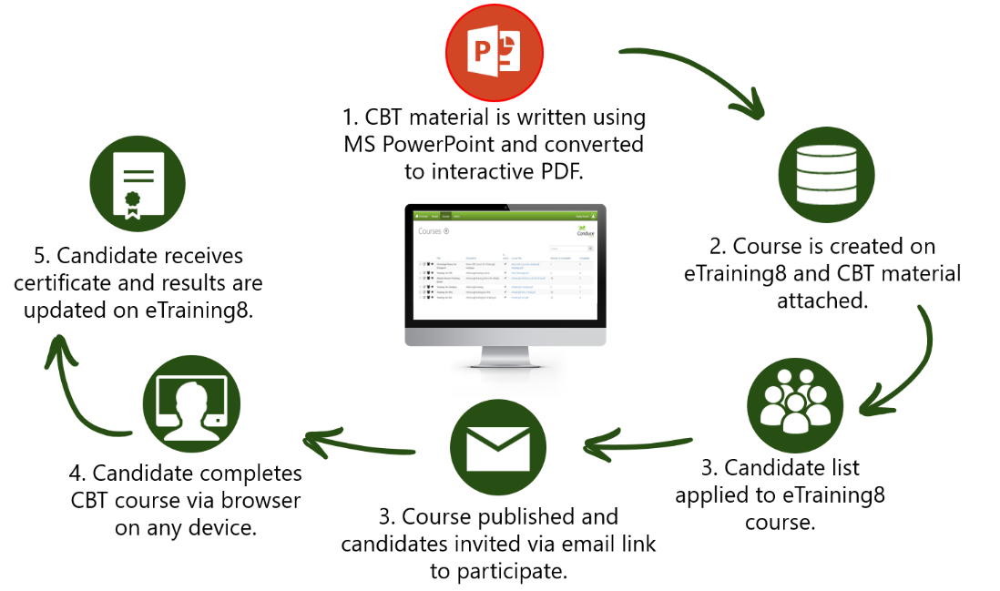 P
1. CBT material is written using
MS PowerPoint and converted
to interactive PDF.
2. Course is created on
eTraining8 and CBT material
attached.
3. Candidate list
applied to eTraining8
course.
3. Course published and
candidates invited via email link
to participate.
4. Candidate completes
CBT course via browser
on any device.
5. Candidate receives
certificate and results are
updated on eTraining8.
Courses
Conduce